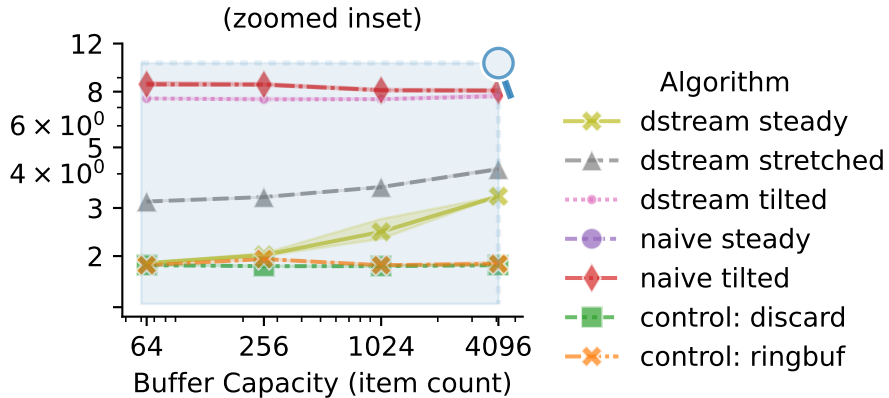 (zoomed inset)
12
8
6 × 10⁰
5
4 × 10⁰
3
2
64 256 1024 4096
Buffer Capacity (item count)
Algorithm
dstream steady
dstream stretched
dstream tilted
naive steady
naive tilted
control: discard
control: ringbuf